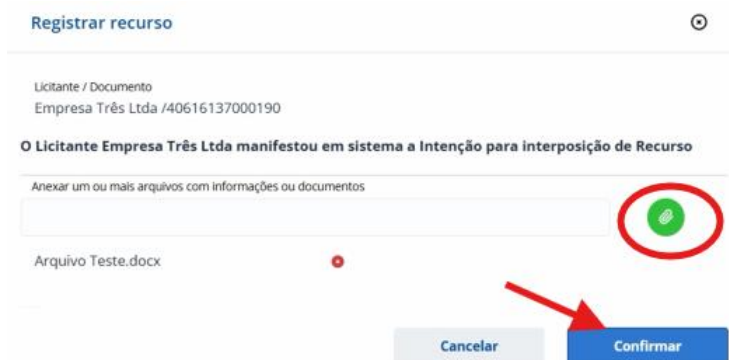 Registrar recurso
Licitante / Documento
Empresa Três Ltda /40616137000190
O Licitante Empresa Três Ltda manifestou em sistema a Intenção para interposição de Recurso
Anexar um ou mais arquivos com informações ou documentos
Arquivo Teste.docx
Cancelar
Confirmar